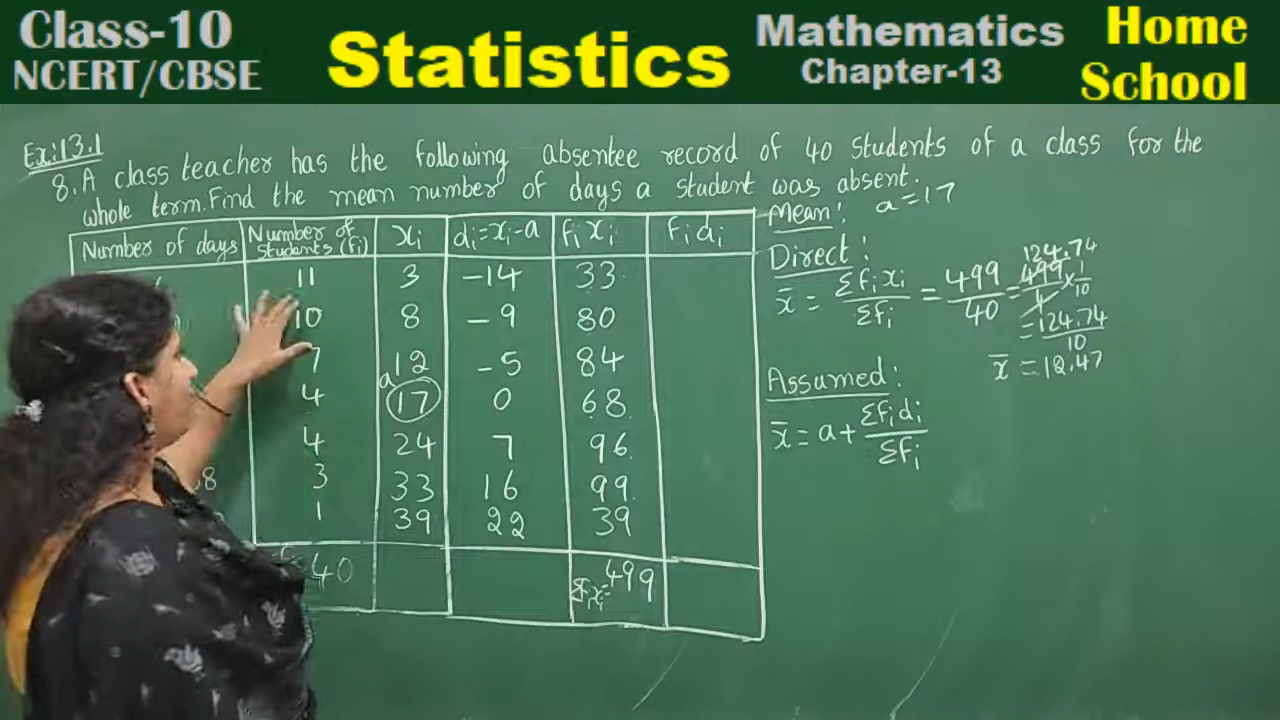 Class-10
NCERT/CBSE
Statistics
Mathematics
Chapter-13
Home
School
Ex:13.1
8. A class teacher has the following absentee record of 40 students of a class for the
whole term. Find the mean number of days a student was absent.
Number of days | Number of Students (fi) | xi | di = xi - a | fi xi | fi di
11 | 3 | -14 | 33
10 | 8 | -9 | 80
7 | 12 | -5 | 84
4 | a 17 | 0 | 68
4 | 24 | 7 | 96
3 | 33 | 16 | 99
1 | 39 | 22 | 39
40 | Σfixi = 499
Mean: a = 17
Direct:
x̄ = Σfixi / Σfi = 499/40 = 124.74 499/4 × 1/10
= 124.74/10
x̄ = 12.47
Assumed:
x̄ = a + Σfidi / Σfi